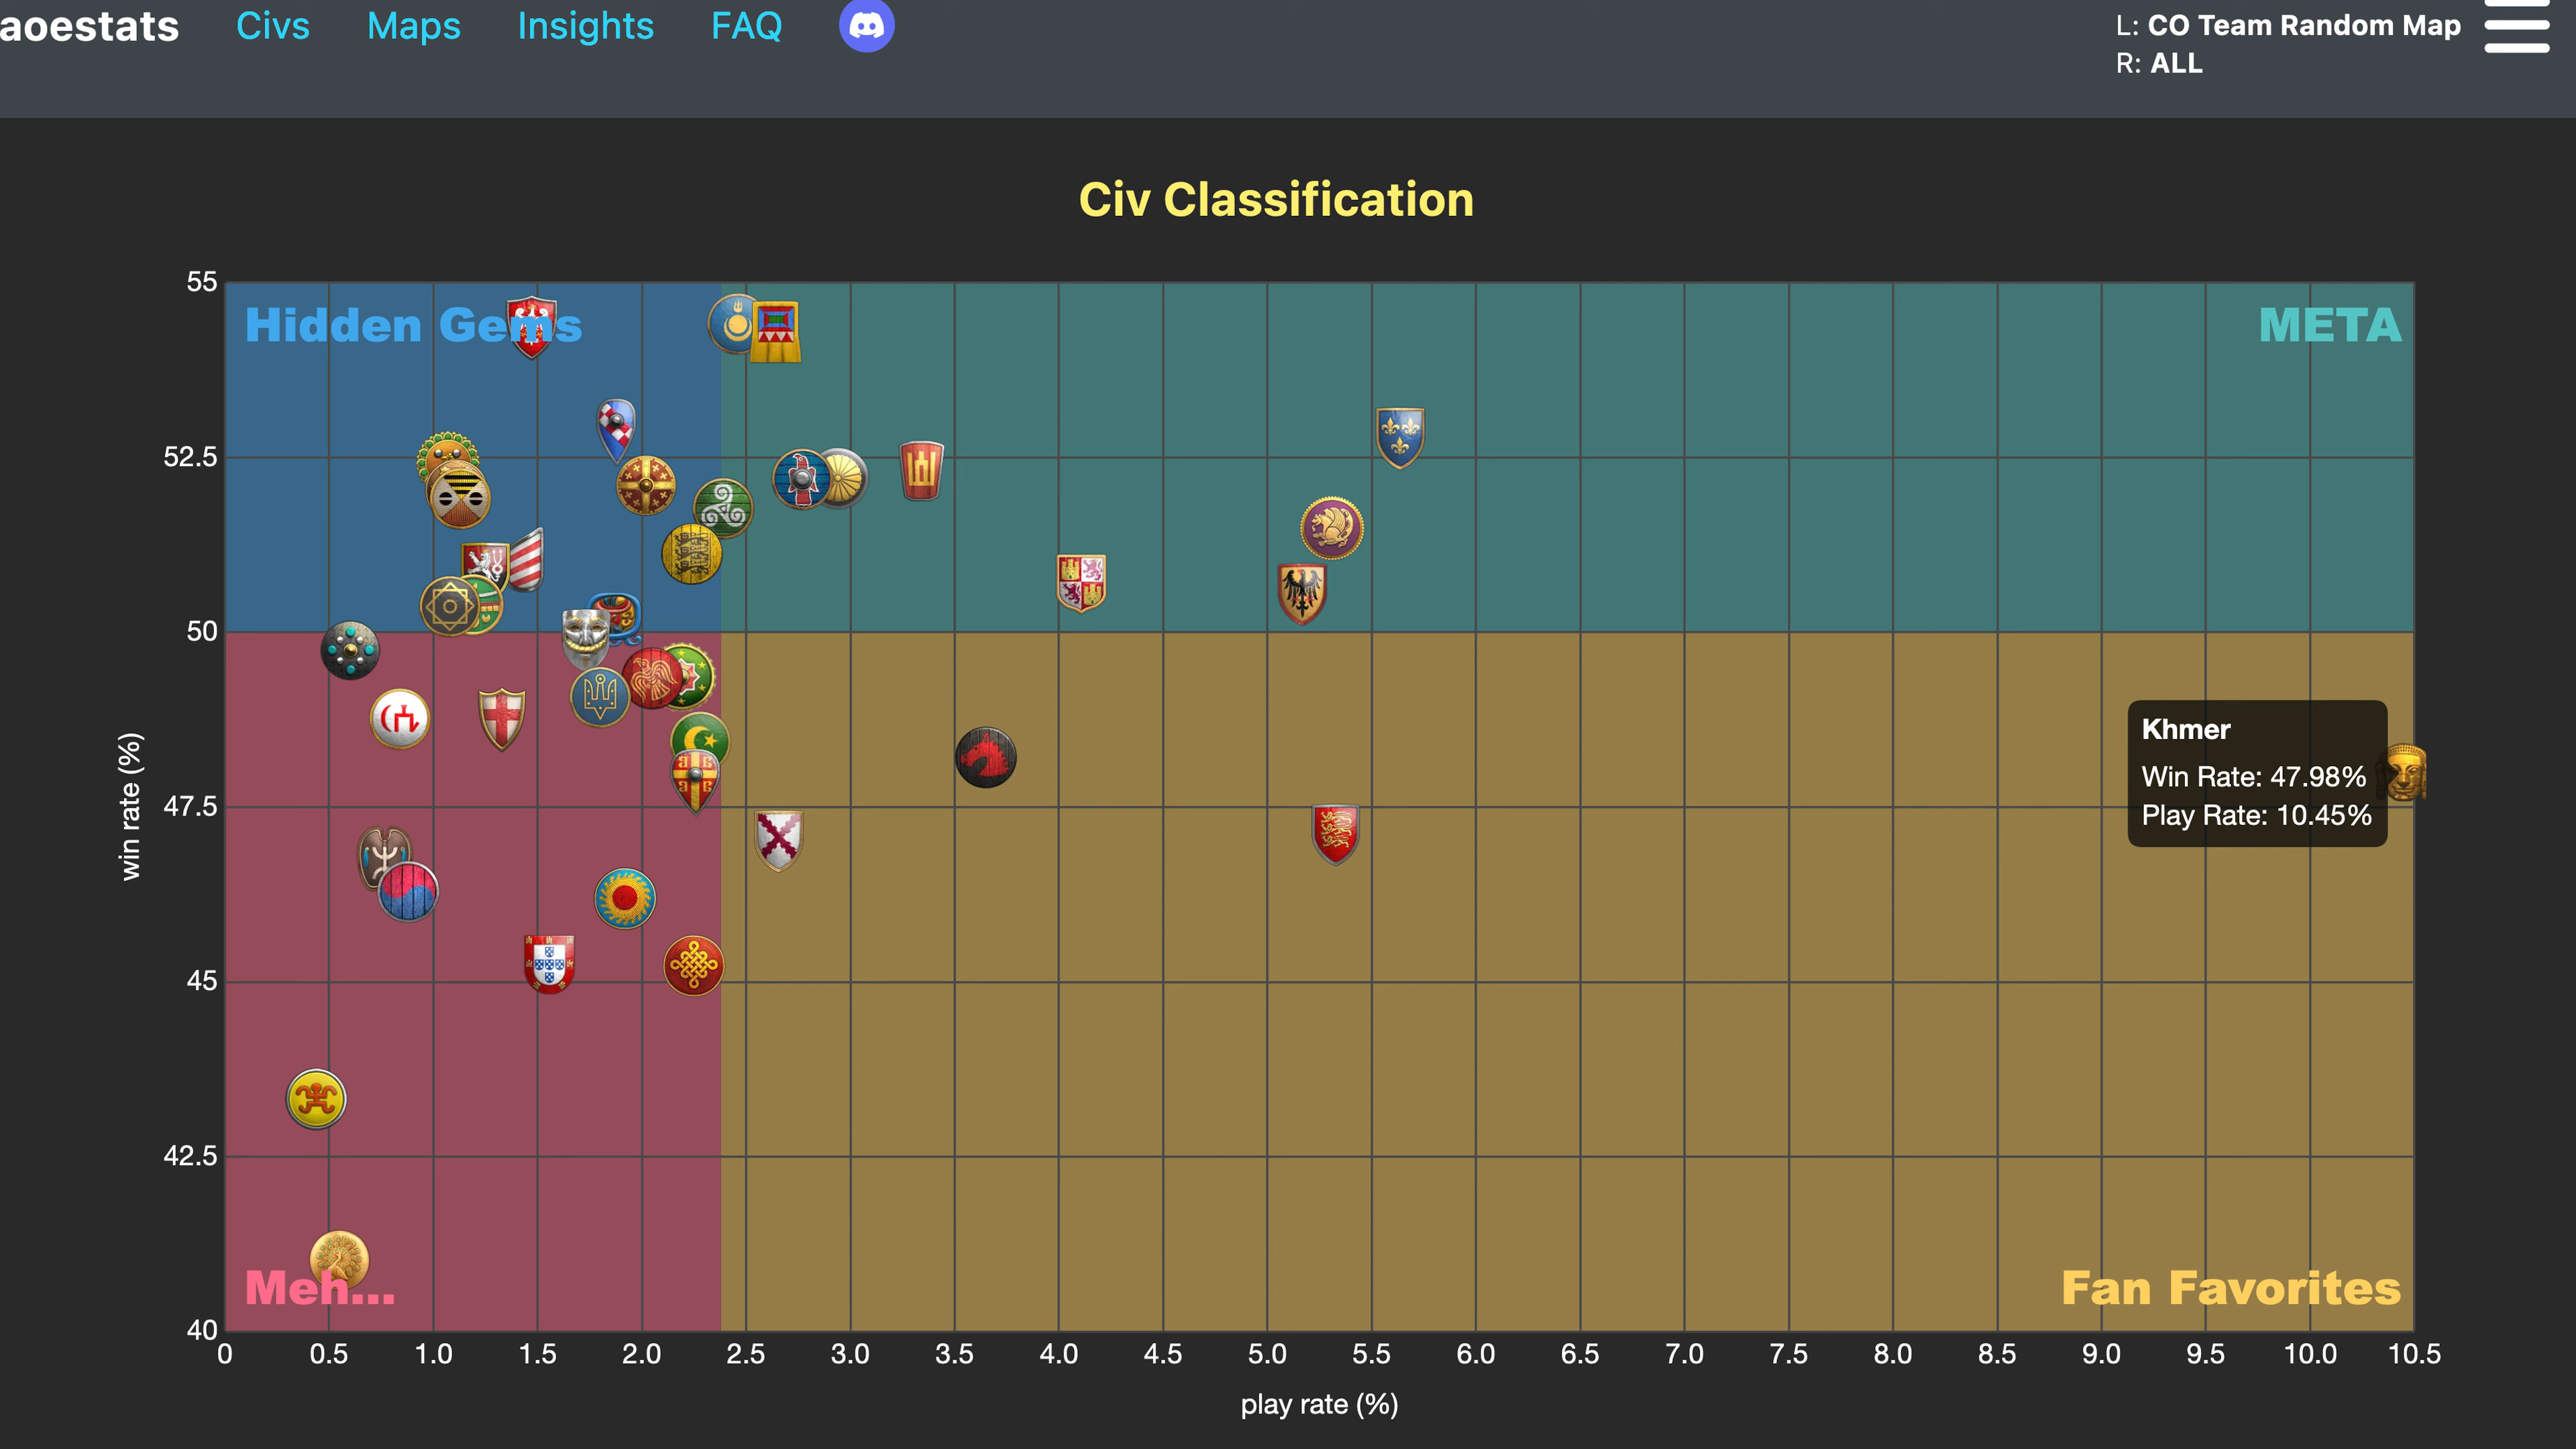 aoestats Civs Maps Insights FAQ
L: CO Team Random Map
R: ALL
Civ Classification
Hidden Gems
META
55
52.5
50
47.5
45
42.5
40
win rate (%)
Khmer
Win Rate: 47.98%
Play Rate: 10.45%
Meh...
Fan Favorites
0 0.5 1.0 1.5 2.0 2.5 3.0 3.5 4.0 4.5 5.0 5.5 6.0 6.5 7.0 7.5 8.0 8.5 9.0 9.5 10.0 10.5
play rate (%)